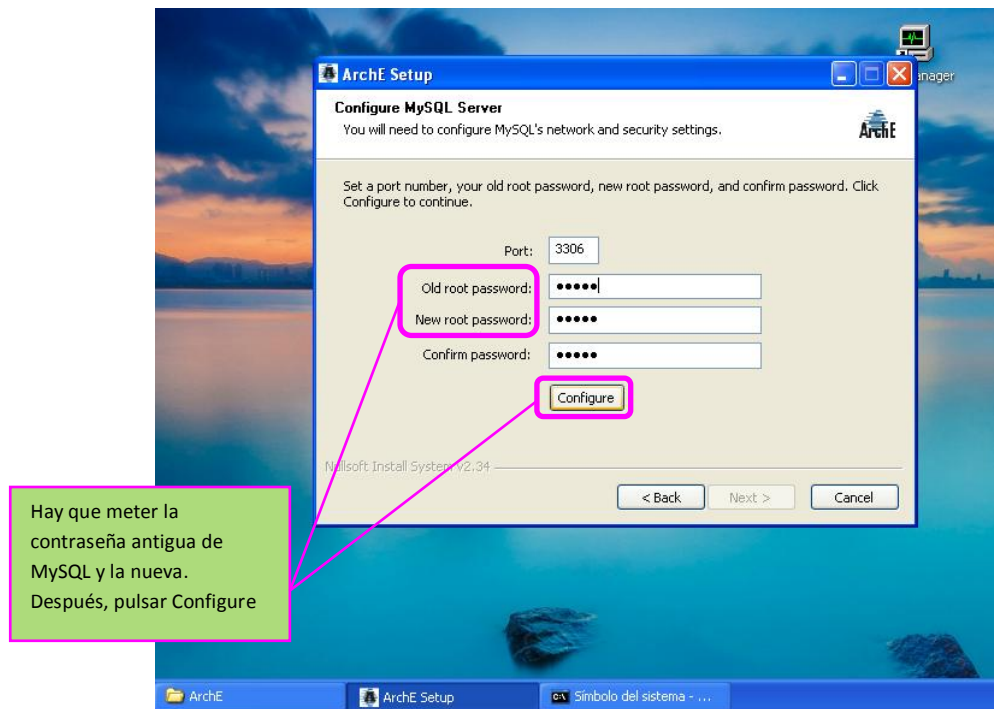 anager
ArchE Setup
Configure MySQL Server
You will need to configure MySQL's network and security settings.
ArchE
Set a port number, your old root password, new root password, and confirm password. Click
Configure to continue.
Port: 3306
Old root password: •••••
New root password: •••••
Confirm password: •••••
Configure
Nullsoft Install System v2.34
< Back Next > Cancel
Hay que meter la
contraseña antigua de
MySQL y la nueva.
Después, pulsar Configure
ArchE ArchE Setup Símbolo del sistema - ...